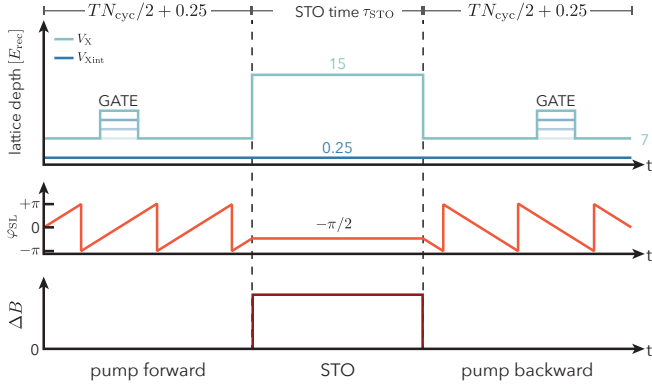 TN_cyc/2 + 0.25 STO time τ_STO TN_cyc/2 + 0.25
lattice depth [E_rec]
V_X
V_Xint
15
GATE GATE
7
0.25
t
φ_SL
+π
0
−π
−π/2
t
ΔB
0
t
pump forward STO pump backward